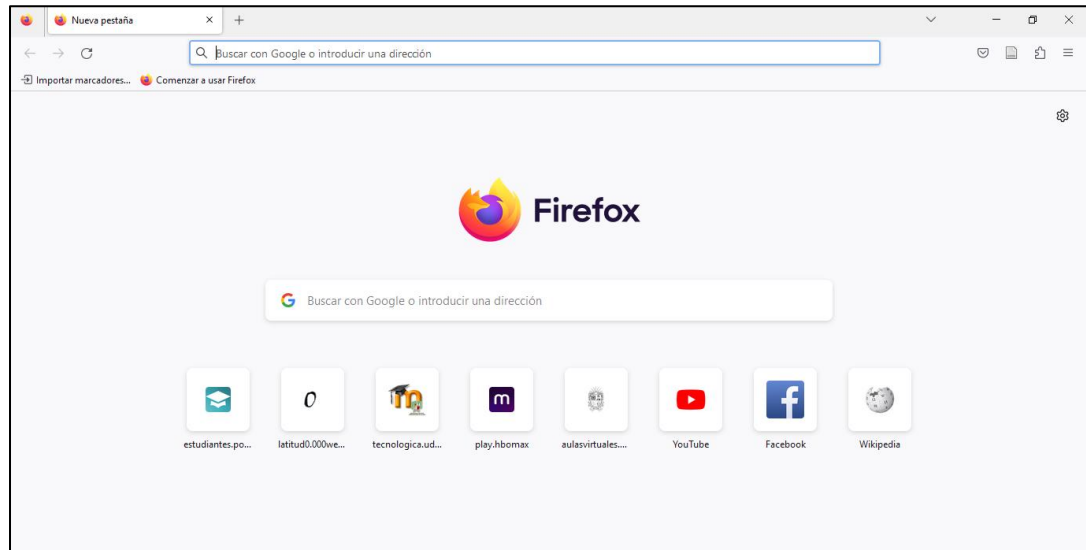 Nueva pestaña
Buscar con Google o introducir una dirección
Importar marcadores... Comenzar a usar Firefox
Firefox
Buscar con Google o introducir una dirección
estudiantes.po... latitud0.000we... tecnologica.ud... play.hbomax aulasvirtuales.... YouTube Facebook Wikipedia